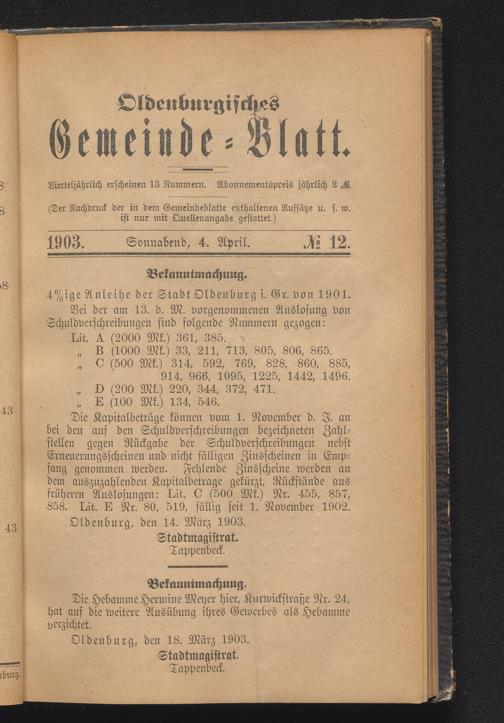 Oldenburgisches
Gemeinde-Blatt.
Vierteljährlich erscheinen 13 Nummern. Abonnementspreis jährlich 2 ℳ
(Der Nachdruck der in dem Gemeindeblatte enthaltenen Aufsätze u. s. w.
ist nur mit Quellenangabe gestattet.)
1903. Sonnabend, 4. April. № 12.
Bekanntmachung.
4%ige Anleihe der Stadt Oldenburg i. Gr. von 1901.
Bei der am 13. d. M. vorgenommenen Auslosung von
Schuldverschreibungen sind folgende Nummern gezogen:
Lit. A (2000 Mk.) 361, 385.
„ B (1000 Mk.) 33, 211, 713, 805, 806, 865.
„ C (500 Mk.) 314, 592, 769, 828, 860, 885,
914, 966, 1095, 1225, 1442, 1496.
„ D (200 Mk.) 220, 344, 372, 471.
„ E (100 Mk.) 134, 546.
Die Kapitalbeträge können vom 1. November d. J. an
bei den auf den Schuldverschreibungen bezeichneten Zahl-
stellen gegen Rückgabe der Schuldverschreibungen nebst
Erneuerungsscheinen und nicht fälligen Zinsscheinen in Emp-
fang genommen werden. Fehlende Zinsscheine werden an
dem auszuzahlenden Kapitalbetrage gekürzt, Rückstände aus
früheren Auslosungen: Lit. C (500 Mk.) Nr. 455, 857,
858. Lit. E Nr. 80, 519, fällig seit 1. November 1902.
Oldenburg, den 14. März 1903.
Stadtmagistrat.
Tappenbeck.
Bekanntmachung.
Die Hebamme Hermine Meyer hier, Kurwickstraße Nr. 24,
hat auf die weitere Ausübung ihres Gewerbes als Hebamme
verzichtet.
Oldenburg, den 18. März 1903.
Stadtmagistrat.
Tappenbeck.
43
43